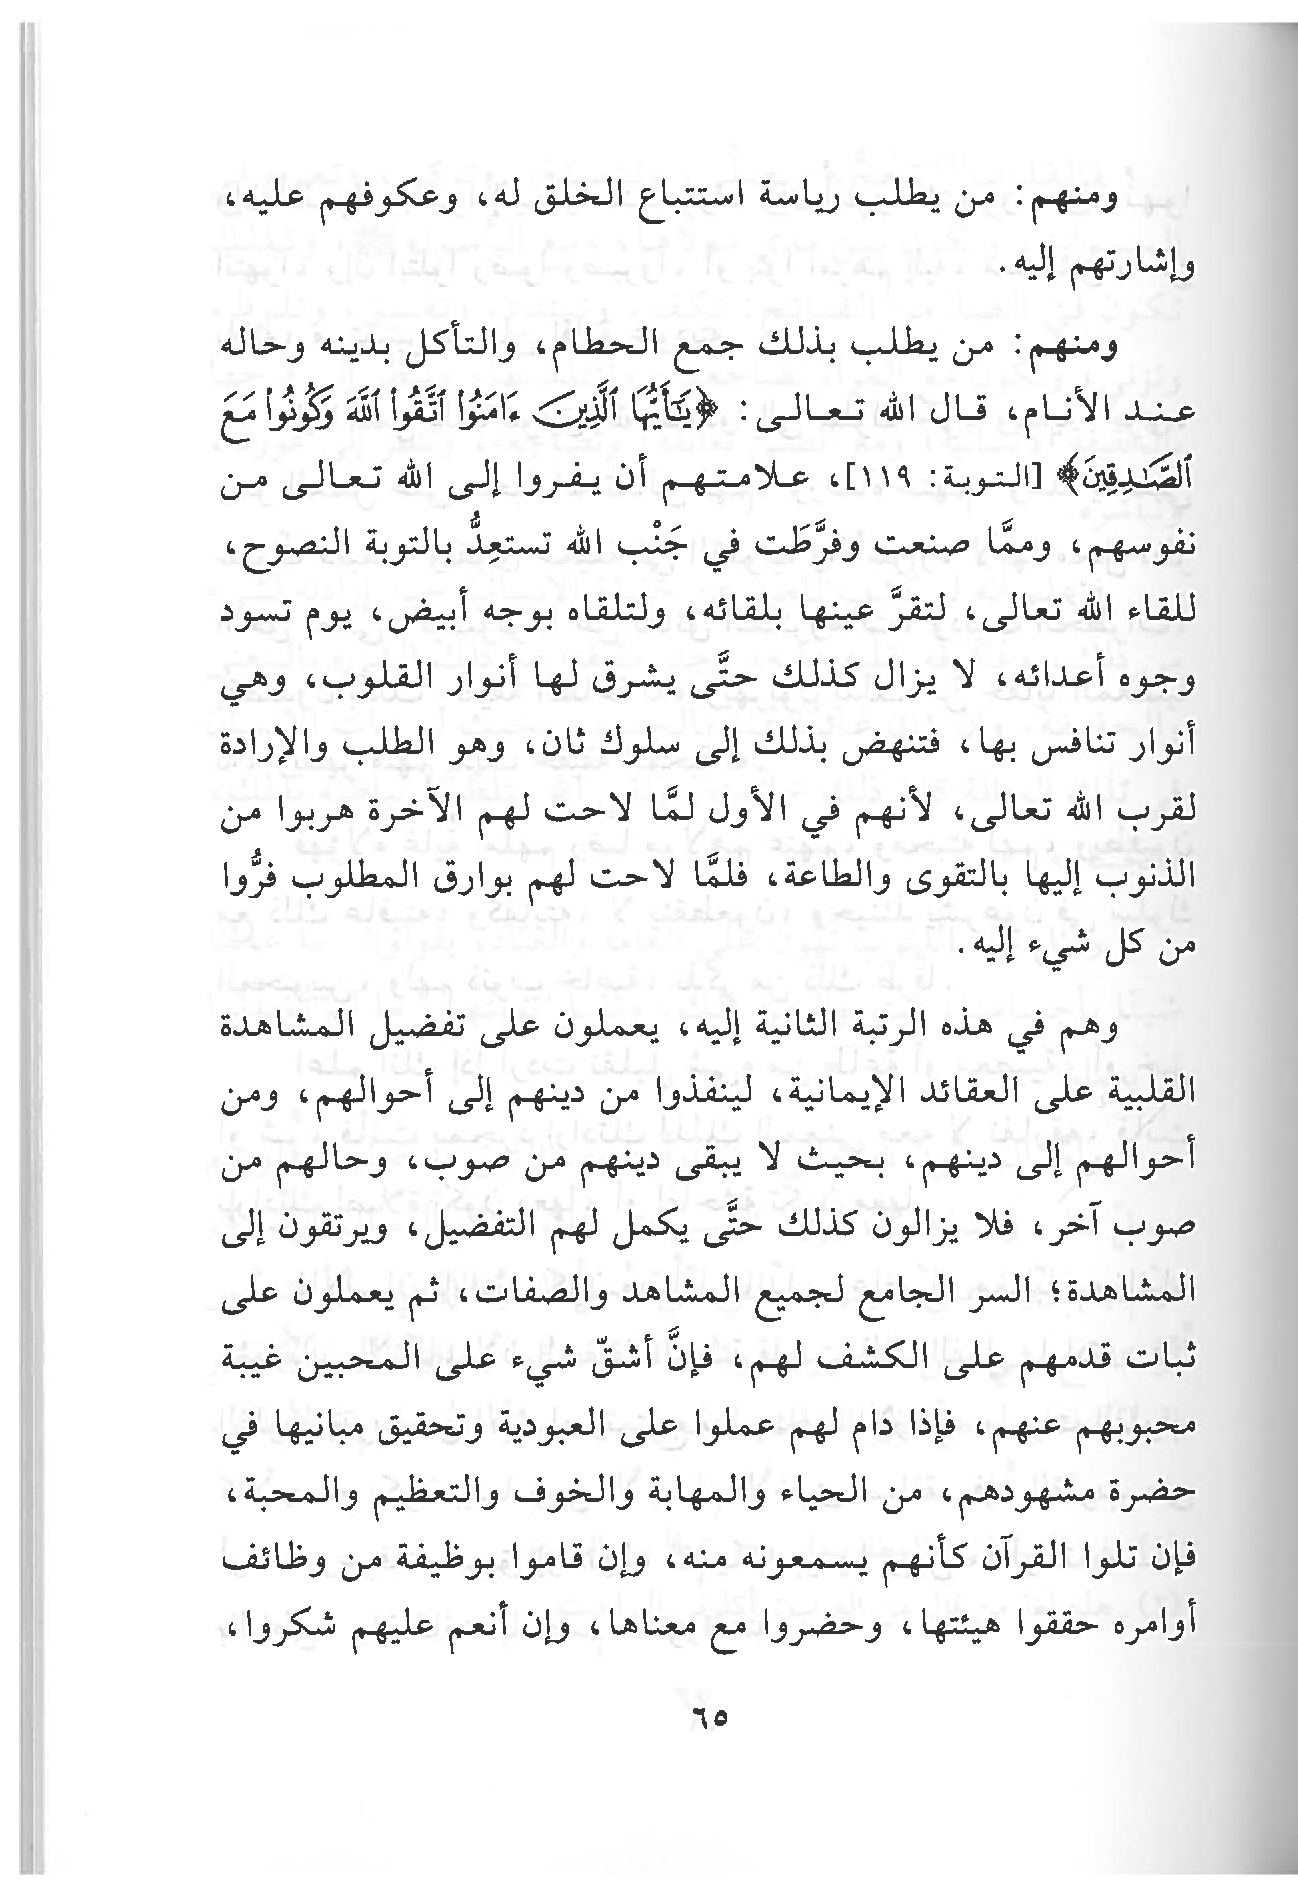 ومنهم: من يطلب رياسة استتباع الخلق له، وعكوفهم عليه،
وإشارتهم إليه.
ومنهم: من يطلب بذلك جمع الحطام، والتأكل بدينه وحاله
عند الأنام، قال الله تعالى: ﴿يَٰٓأَيُّهَا ٱلَّذِينَ ءَامَنُوا۟ ٱتَّقُوا۟ ٱللَّهَ وَكُونُوا۟ مَعَ
ٱلصَّٰدِقِينَ﴾ [التوبة: ١١٩]، علامتهم أن يفروا إلى الله تعالى من
نفوسهم، وممَّا صنعت وفرَّطَت في جَنْب الله تستعِدُّ بالتوبة النصوح،
للقاء الله تعالى، لتقرَّ عينها بلقائه، ولتلقاه بوجه أبيض، يوم تسود
وجوه أعدائه، لا يزال كذلك حتَّى يشرق لها أنوار القلوب، وهي
أنوار تنافس بها، فتنهض بذلك إلى سلوك ثان، وهو الطلب والإرادة
لقرب الله تعالى، لأنهم في الأول لمَّا لاحت لهم الآخرة هربوا من
الذنوب إليها بالتقوى والطاعة، فلمَّا لاحت لهم بوارق المطلوب فرُّوا
من كل شيء إليه.
وهم في هذه الرتبة الثانية إليه، يعملون على تفضيل المشاهدة
القلبية على العقائد الإيمانية، لينفذوا من دينهم إلى أحوالهم، ومن
أحوالهم إلى دينهم، بحيث لا يبقى دينهم من صوب، وحالهم من
صوب آخر، فلا يزالون كذلك حتَّى يكمل لهم التفضيل، ويرتقون إلى
المشاهدة؛ السر الجامع لجميع المشاهد والصفات، ثم يعملون على
ثبات قدمهم على الكشف لهم، فإنَّ أشقّ شيء على المحبين غيبة
محبوبهم عنهم، فإذا دام لهم عملوا على العبودية وتحقيق مبانيها في
حضرة مشهودهم، من الحياء والمهابة والخوف والتعظيم والمحبة،
فإن تلوا القرآن كأنهم يسمعونه منه، وإن قاموا بوظيفة من وظائف
أوامره حققوا هيئتها، وحضروا مع معناها، وإن أنعم عليهم شكروا،
٦٥